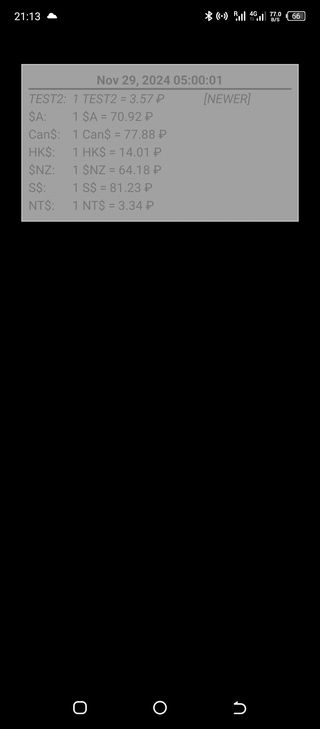 21:13
R 4G 77.0 B/S 66
Nov 29, 2024 05:00:01
TEST2: 1 TEST2 = 3.57 ₽ [NEWER]
$A: 1 $A = 70.92 ₽
Can$: 1 Can$ = 77.88 ₽
HK$: 1 HK$ = 14.01 ₽
$NZ: 1 $NZ = 64.18 ₽
S$: 1 S$ = 81.23 ₽
NT$: 1 NT$ = 3.34 ₽